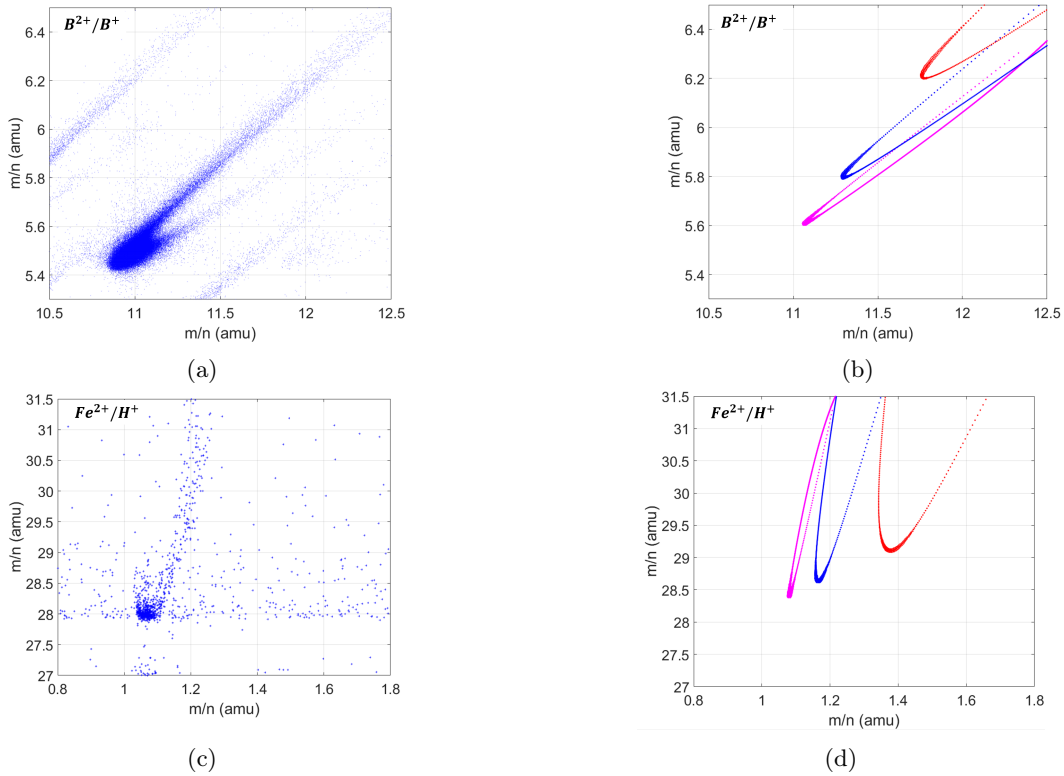 B²⁺/B⁺
6.5
6.4
6.2
6
5.8
5.6
5.4
m/n (amu)
10.5 11 11.5 12 12.5
m/n (amu)
(a)
B²⁺/B⁺
6.4
6.2
6
5.8
5.6
5.4
m/n (amu)
10.5 11 11.5 12 12.5
m/n (amu)
(b)
Fe²⁺/H⁺
31.5
31
30.5
30
29.5
29
28.5
28
27.5
27
m/n (amu)
0.8 1 1.2 1.4 1.6 1.8
m/n (amu)
(c)
Fe²⁺/H⁺
31.5
31
30.5
30
29.5
29
28.5
28
27.5
27
m/n (amu)
0.8 1 1.2 1.4 1.6 1.8
m/n (amu)
(d)